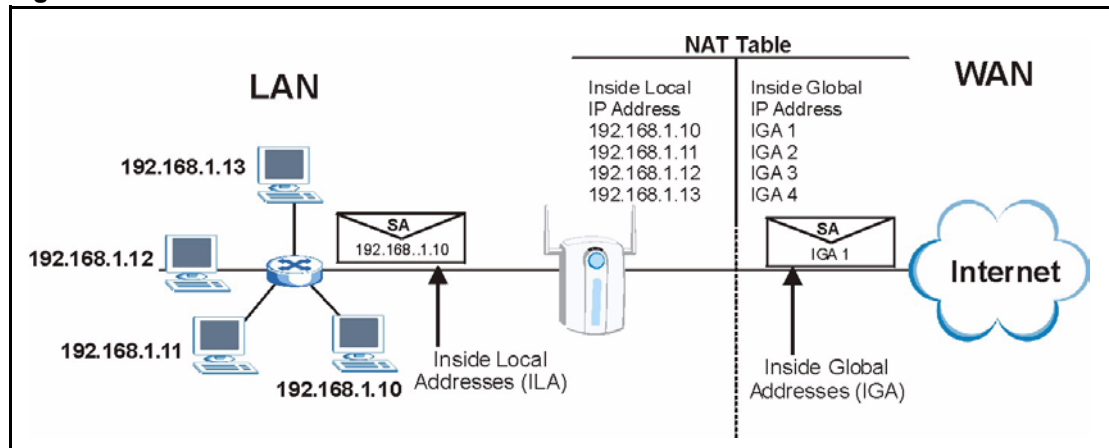 NAT Table
LAN
WAN
Inside Local
IP Address
192.168.1.10
192.168.1.11
192.168.1.12
192.168.1.13
Inside Global
IP Address
IGA 1
IGA 2
IGA 3
IGA 4
192.168.1.13
SA
192.168..1.10
SA
IGA 1
192.168.1.12
Internet
192.168.1.11
192.168.1.10
Inside Local
Addresses (ILA)
Inside Global
Addresses (IGA)